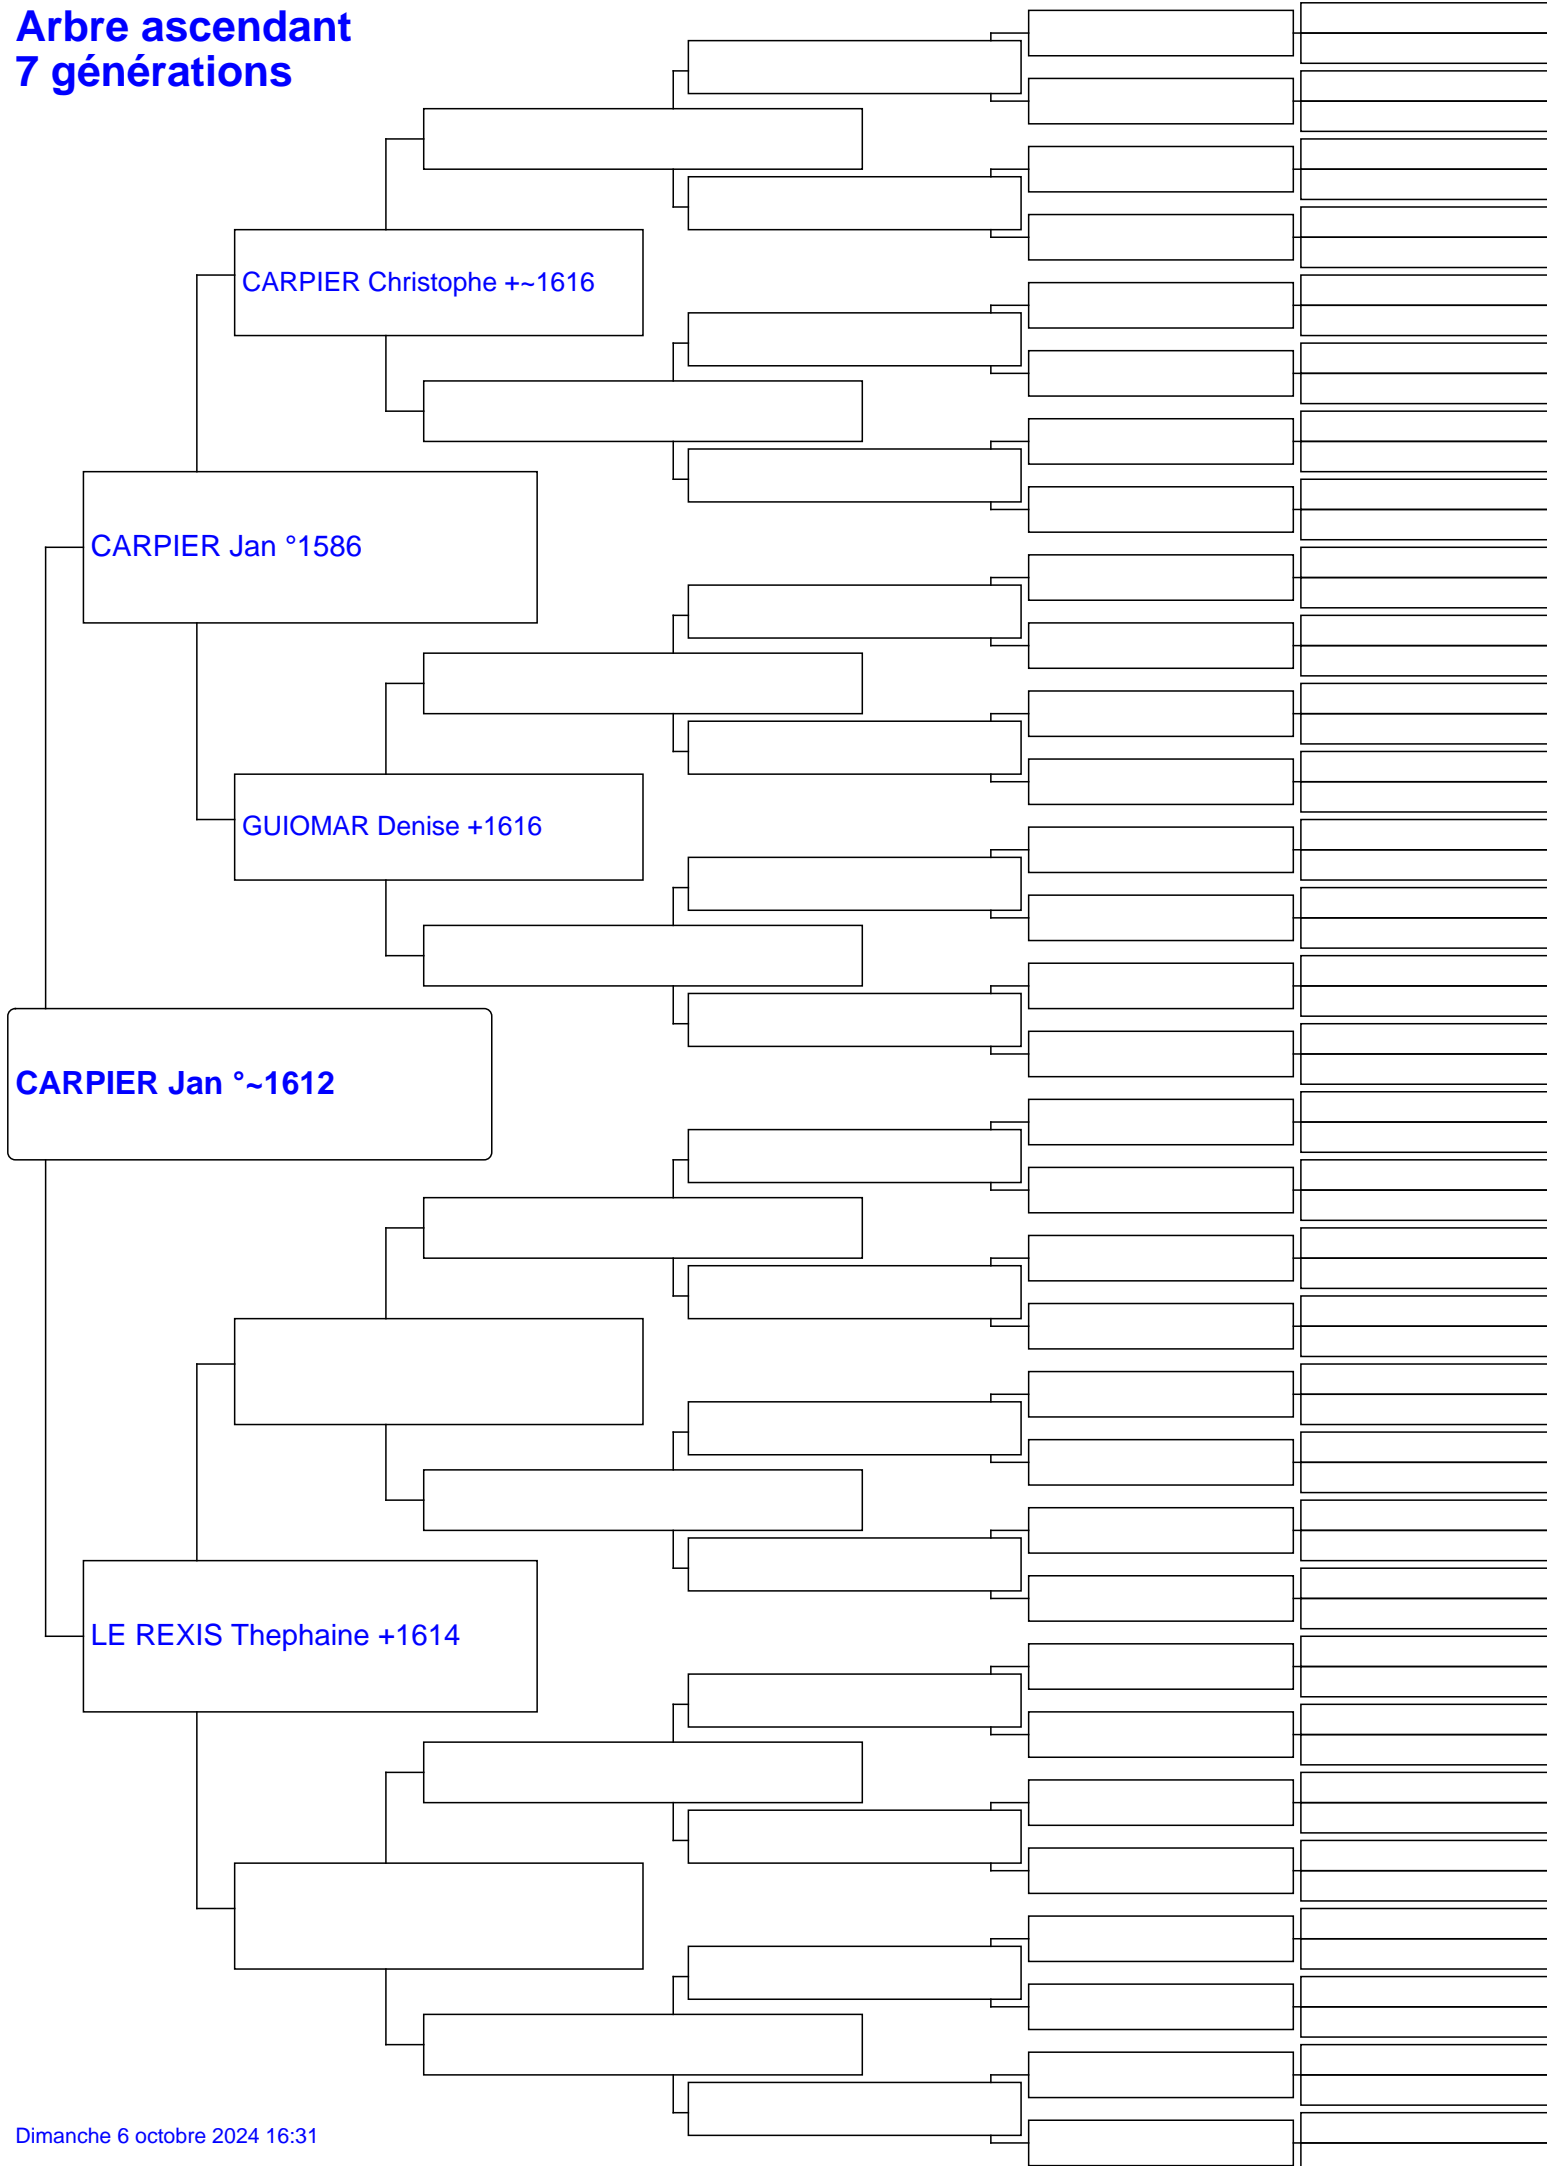 Arbre ascendant
7 générations
CARPIER Christophe +~1616
CARPIER Jan °1586
GUIOMAR Denise +1616
CARPIER Jan °~1612
LE REXIS Thephaine +1614
Dimanche 6 octobre 2024 16:31